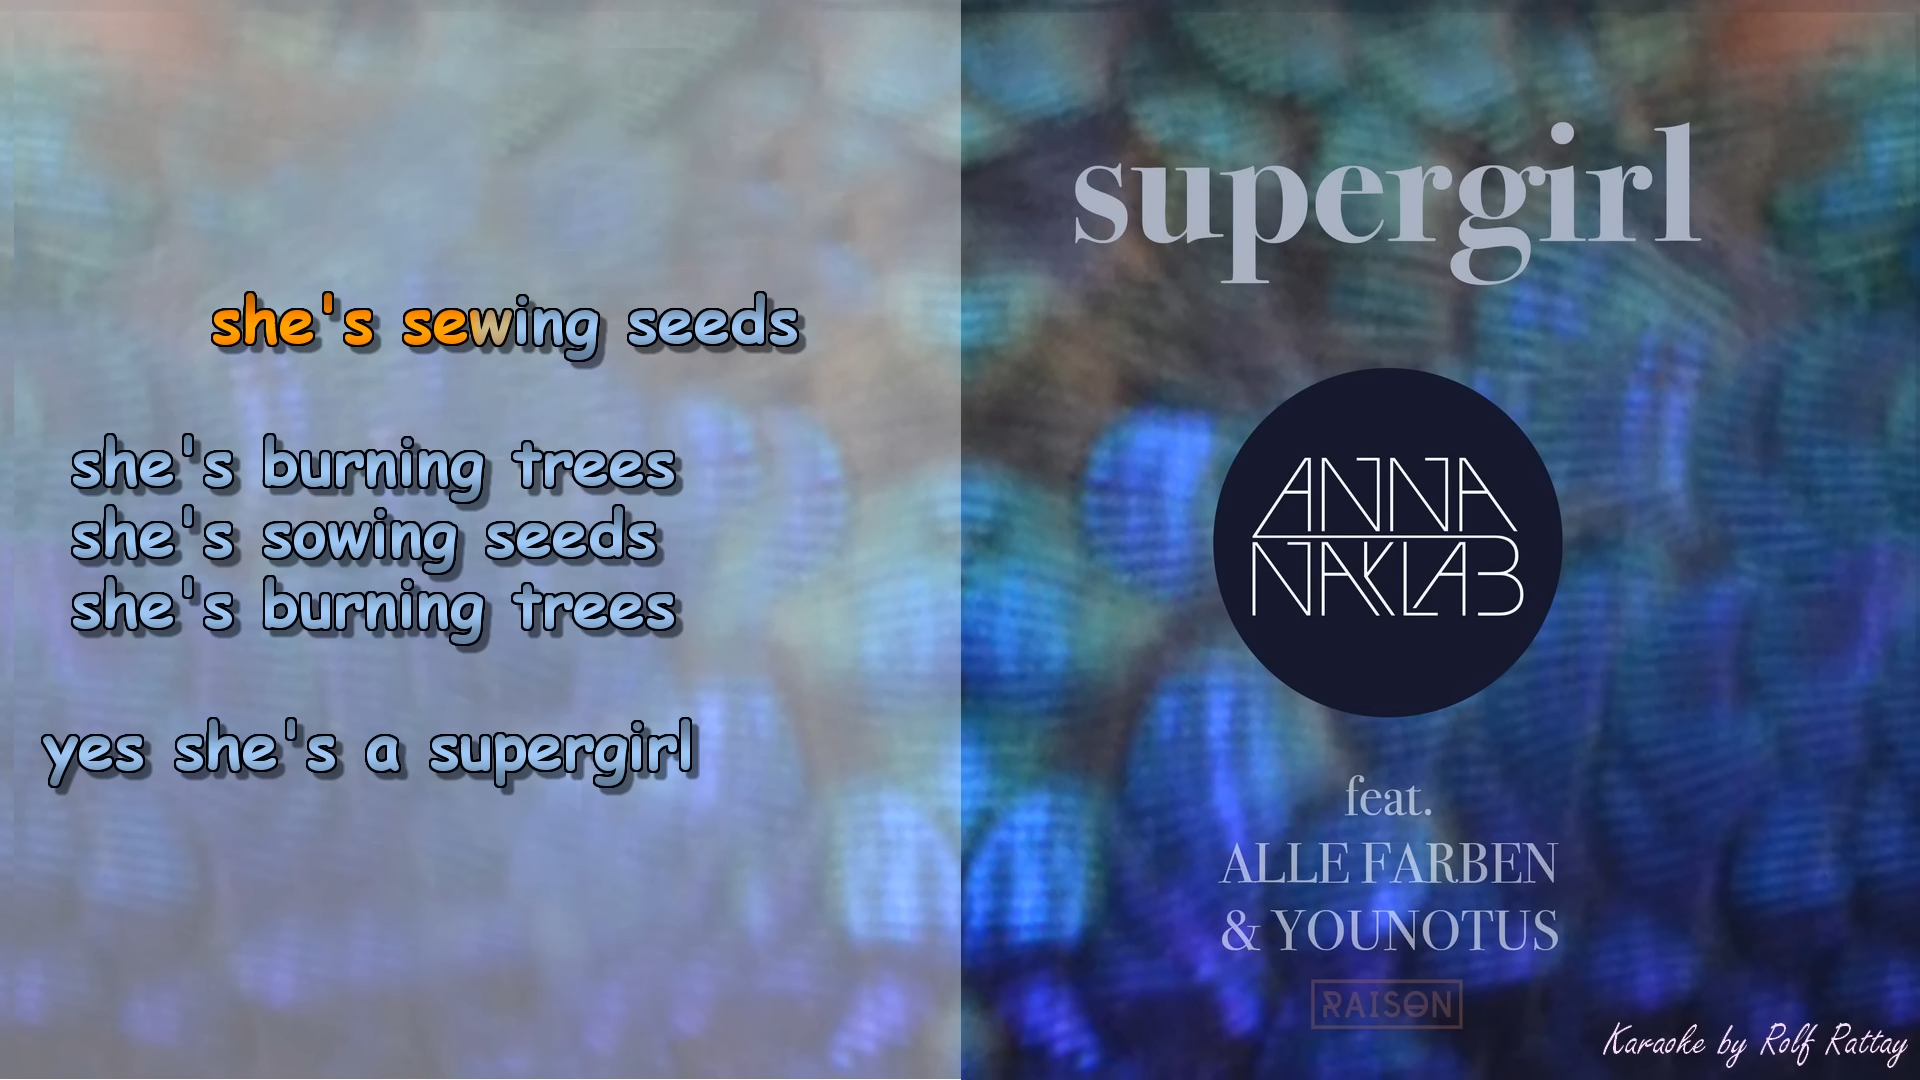 she's sewing seeds
she's burning trees
she's sowing seeds
she's burning trees
yes she's a supergirl
supergirl
ANNA
NAKLAB
feat.
ALLE FARBEN
& YOUNOTUS
RAISON
Karaoke by Rolf Rattay